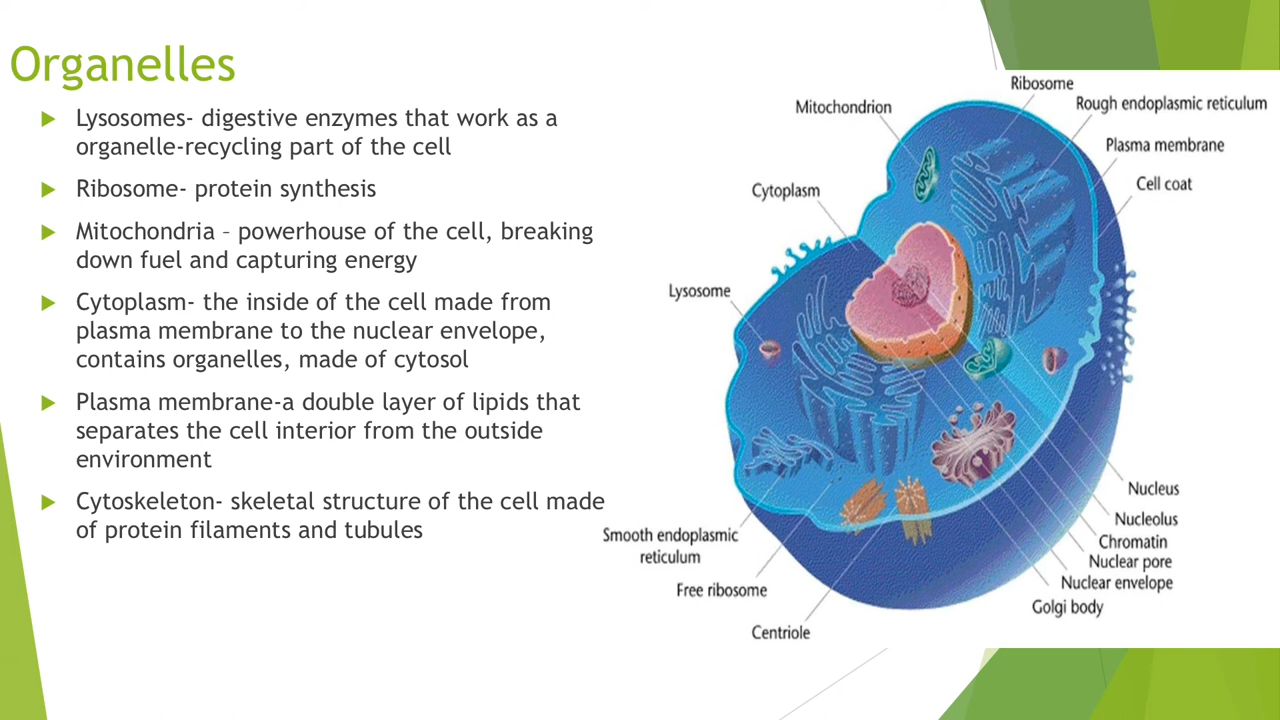 Organelles
Lysosomes- digestive enzymes that work as a
organelle-recycling part of the cell
Ribosome- protein synthesis
Mitochondria – powerhouse of the cell, breaking
down fuel and capturing energy
Cytoplasm- the inside of the cell made from
plasma membrane to the nuclear envelope,
contains organelles, made of cytosol
Plasma membrane-a double layer of lipids that
separates the cell interior from the outside
environment
Cytoskeleton- skeletal structure of the cell made
of protein filaments and tubules
Ribosome
Mitochondrion
Rough endoplasmic reticulum
Plasma membrane
Cell coat
Cytoplasm
Lysosome
Nucleus
Nucleolus
Chromatin
Nuclear pore
Nuclear envelope
Golgi body
Smooth endoplasmic
reticulum
Free ribosome
Centriole